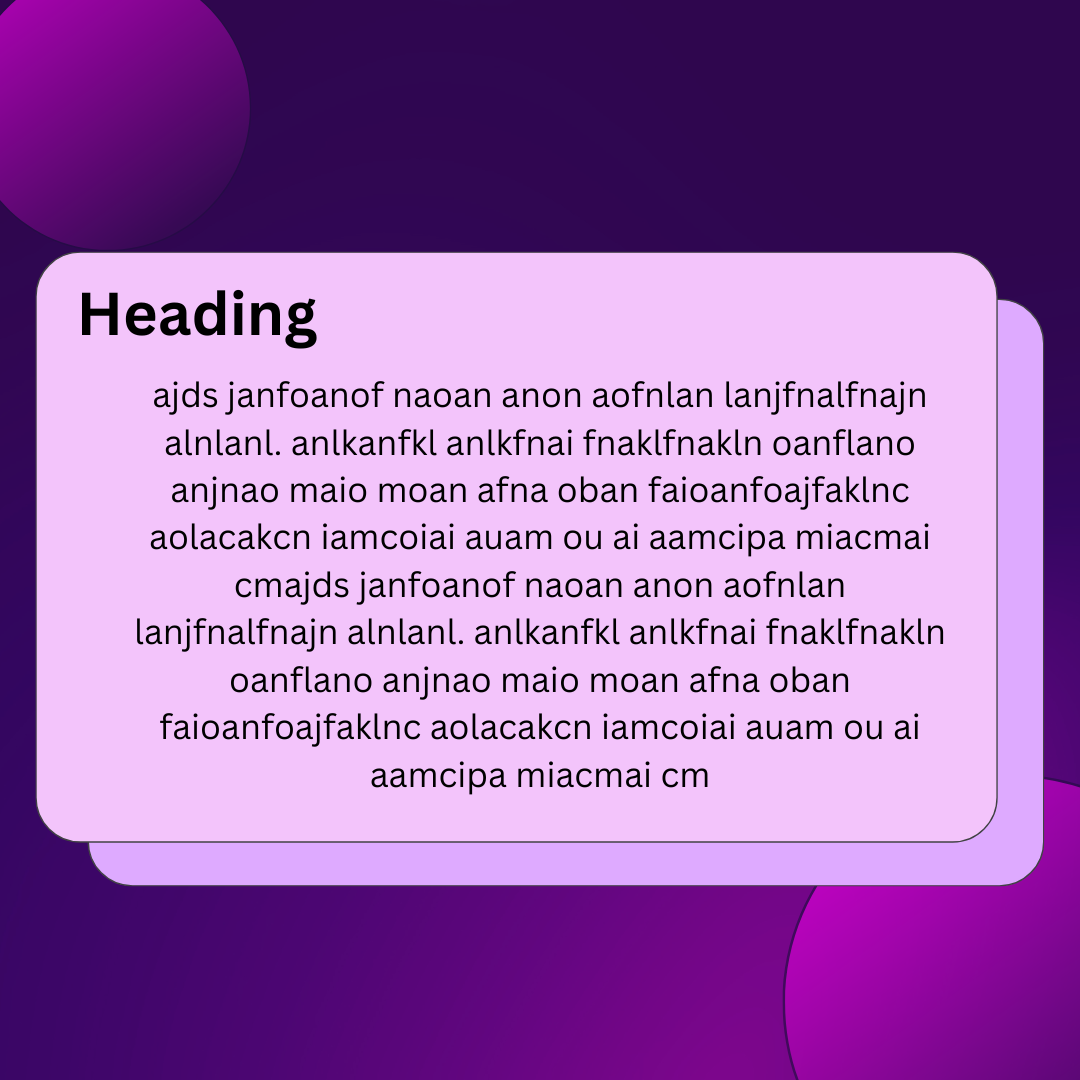 Heading
ajds janfoanof naoan anon aofnlan lanjfnalfnajn
alnlanl. anlkanfkl anlkfnai fnaklfnakln oanflano
anjnao maio moan afna oban faioanfoajfaklnc
aolacakcn iamcoiai auam ou ai aamcipa miacmai
cmajds janfoanof naoan anon aofnlan
lanjfnalfnajn alnlanl. anlkanfkl anlkfnai fnaklfnakln
oanflano anjnao maio moan afna oban
faioanfoajfaklnc aolacakcn iamcoiai auam ou ai
aamcipa miacmai cm